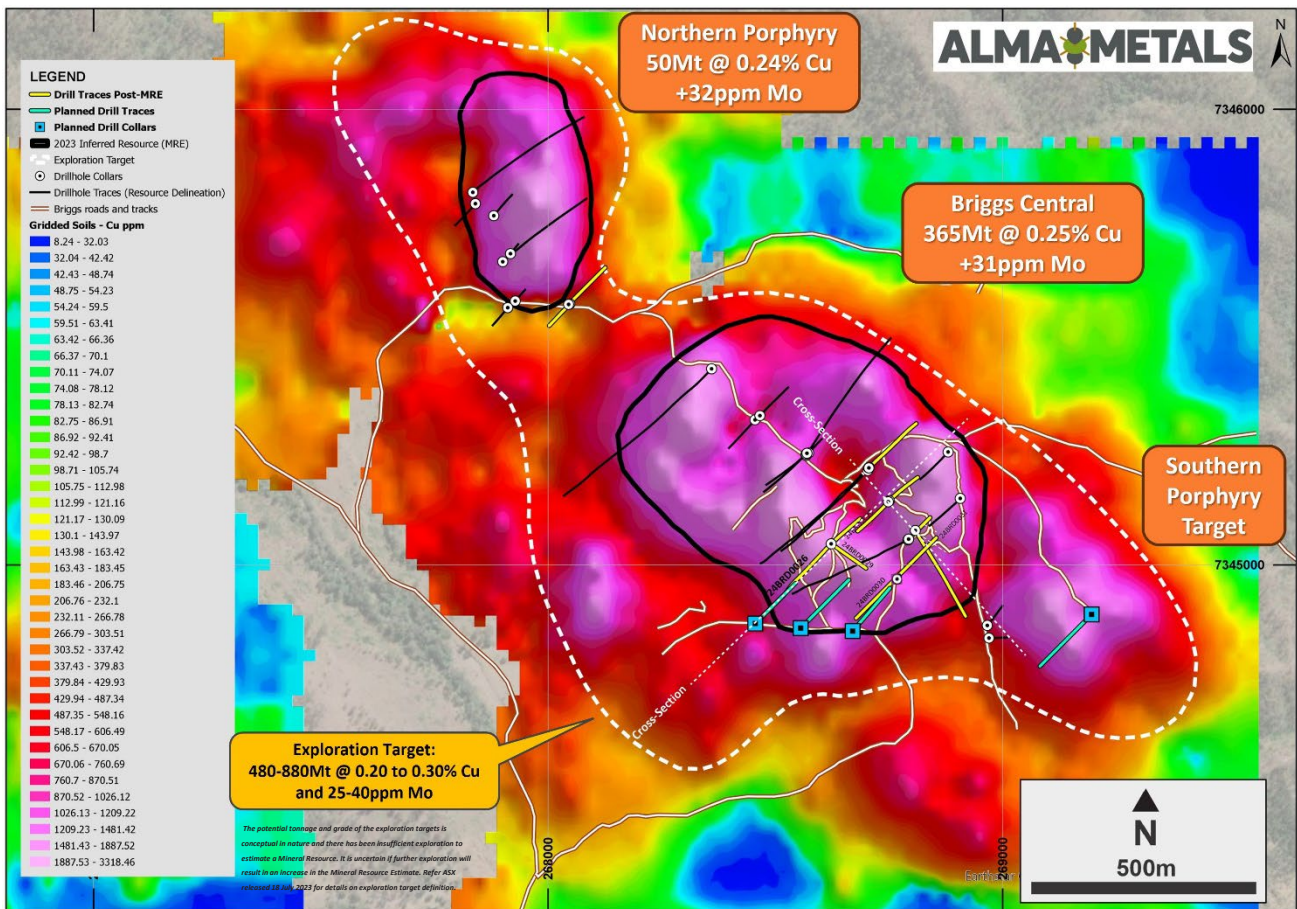 LEGEND
Drill Traces Post-MRE
Planned Drill Traces
Planned Drill Collars
2023 Inferred Resource (MRE)
Exploration Target
Drillhole Collars
Drillhole Traces (Resource Delineation)
Briggs roads and tracks
Gridded Soils - Cu ppm
8.24 - 32.03
32.04 - 42.42
42.43 - 48.74
48.75 - 54.23
54.24 - 59.5
59.51 - 63.41
63.42 - 66.36
66.37 - 70.1
70.11 - 74.07
74.08 - 78.12
78.13 - 82.74
82.75 - 86.91
86.92 - 92.41
92.42 - 98.7
98.71 - 105.74
105.75 - 112.98
112.99 - 121.16
121.17 - 130.09
130.1 - 143.97
143.98 - 163.42
163.43 - 183.45
183.46 - 206.75
206.76 - 232.1
232.11 - 266.78
266.79 - 303.51
303.52 - 337.42
337.43 - 379.83
379.84 - 429.93
429.94 - 487.34
487.35 - 548.16
548.17 - 606.49
606.5 - 670.05
670.06 - 760.69
760.7 - 870.51
870.52 - 1026.12
1026.13 - 1209.22
1209.23 - 1481.42
1481.43 - 1887.52
1887.53 - 3318.46
Northern Porphyry
50Mt @ 0.24% Cu
+32ppm Mo
ALMA METALS
N
7346000
Briggs Central
365Mt @ 0.25% Cu
+31ppm Mo
Cross-Section
Southern
Porphyry
Target
24BRD0026
24BRD0029
24BRD0030
7345000
Cross-Section
Exploration Target:
480-880Mt @ 0.20 to 0.30% Cu
and 25-40ppm Mo
The potential tonnage and grade of the exploration targets is
conceptual in nature and there has been insufficient exploration to
estimate a Mineral Resource. It is uncertain if further exploration will
result in an increase in the Mineral Resource Estimate. Refer ASX
released 18 July 2023 for details on exploration target definition.
268000
269000
N
500m